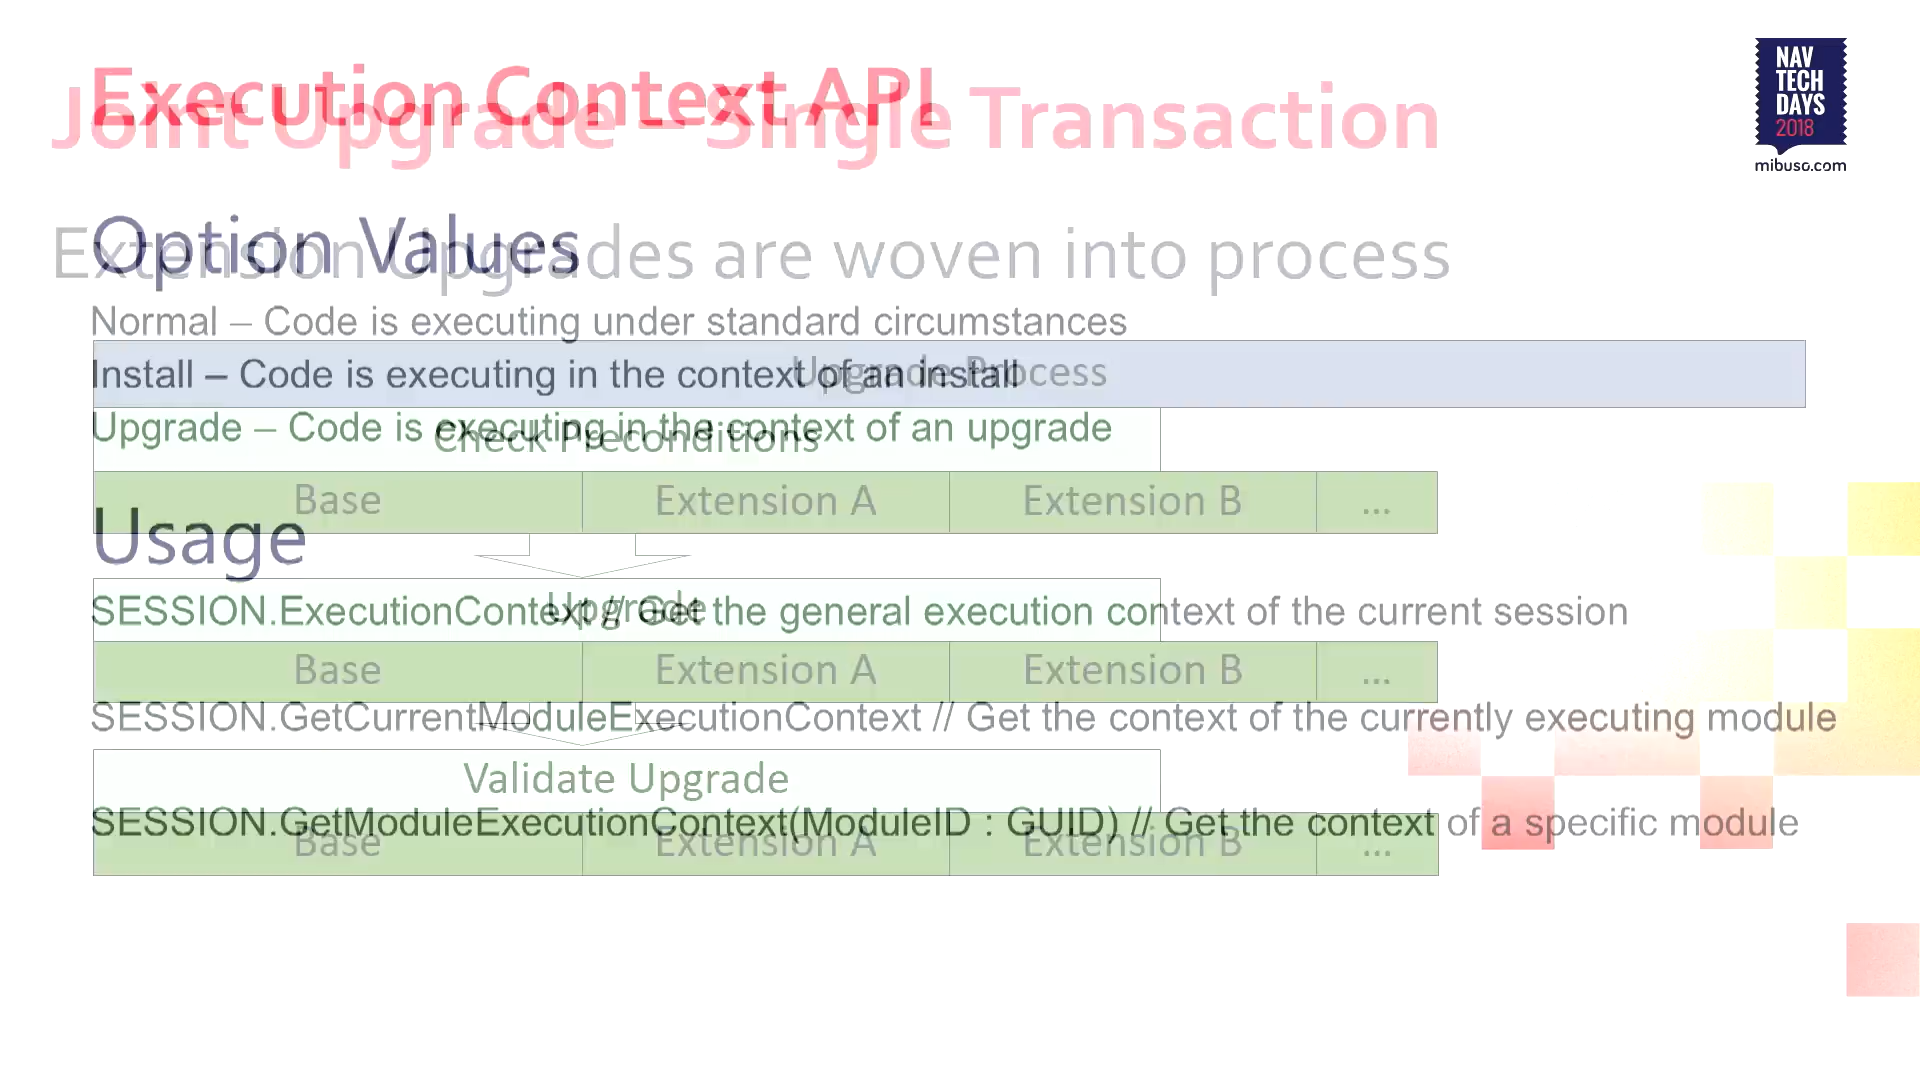 Execution Context API
Joint Upgrade – Single Transaction
NAV
TECH
DAYS
2018
mibuso.com
Option Values
Extension Upgrades are woven into process
Normal – Code is executing under standard circumstances
Install – Code is executing in the context of an install
Upgrade Process
Upgrade – Code is executing in the context of an upgrade
Check Preconditions
Base Extension A Extension B ...
Usage
SESSION.ExecutionContext // Get the general execution context of the current session
Upgrade
Base Extension A Extension B ...
SESSION.GetCurrentModuleExecutionContext // Get the context of the currently executing module
Validate Upgrade
SESSION.GetModuleExecutionContext(ModuleID : GUID) // Get the context of a specific module
Base Extension A Extension B ...